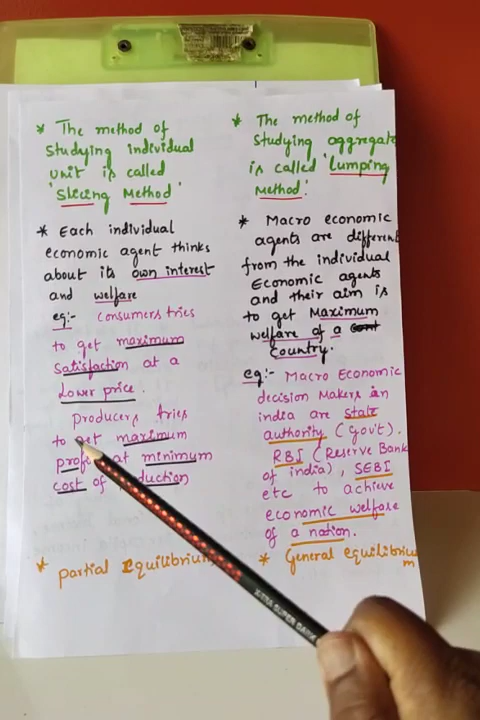 * The method of
studying individual
unit is called
'Slicing Method'
* Each individual
economic agent thinks
about its own interest
and welfare
eg:- Consumers tries
to get maximum
satisfaction at a
Lower price.
Producers tries
to get maximum
at minimum
cost of
* partial Equilibrium
* The method of
studying aggregate
is called 'lumping
Method'.
* Macro economic
agents are different
from the individual
Economic agents
and their aim is
to get Maximum
welfare of a
Country.
eg:- Macro Economic
decision Makers in
india are state
authority (govt).
RBI (Reserve Bank
of india), SEBI
etc to achieve
economic welfare
of a nation.
* General equilibrium